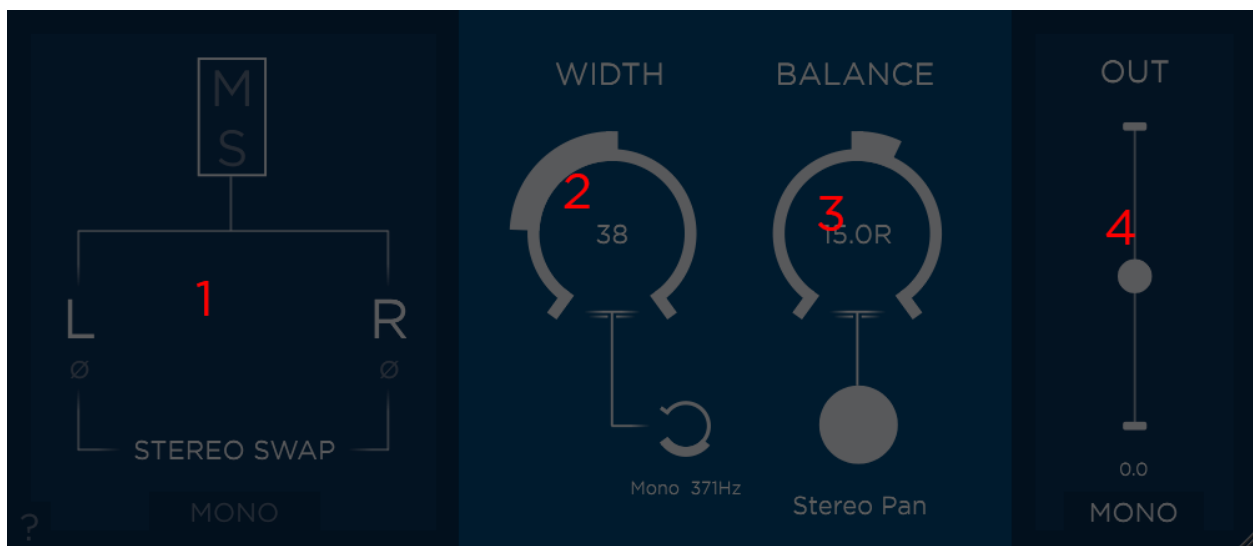 M
S
L
R
Ø
Ø
STEREO SWAP
MONO
?
1
WIDTH
2
38
Mono 371Hz
BALANCE
3
15.0R
Stereo Pan
OUT
4
0.0
MONO